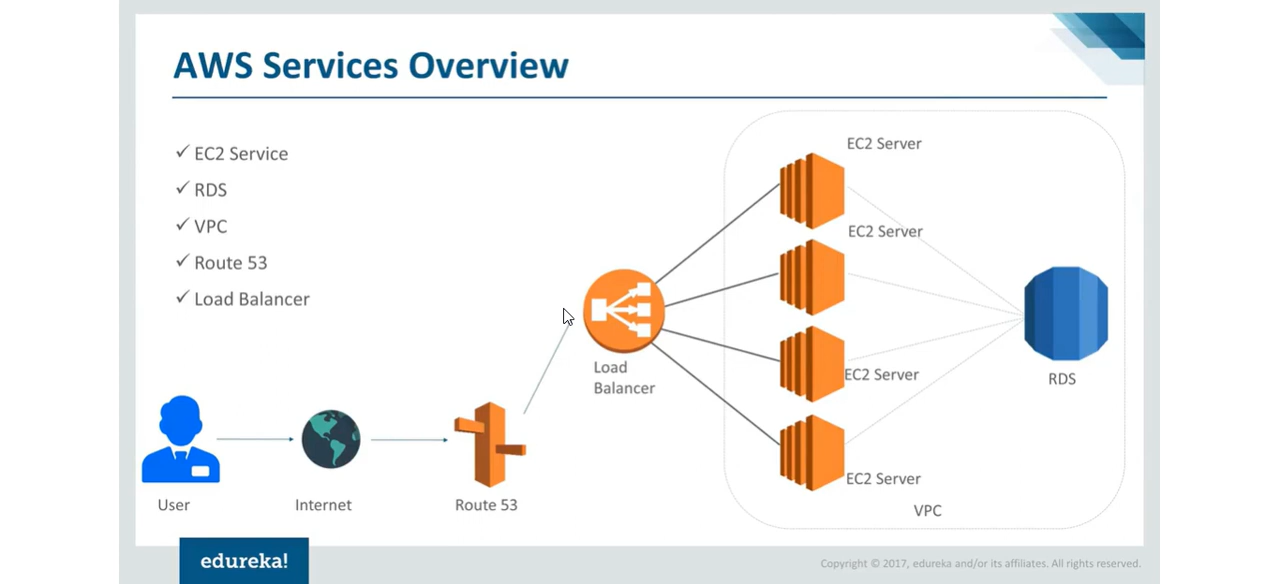 AWS Services Overview
✓ EC2 Service
✓ RDS
✓ VPC
✓ Route 53
✓ Load Balancer
EC2 Server
EC2 Server
Load
Balancer
EC2 Server
RDS
EC2 Server
User
Internet
Route 53
VPC
edureka!
Copyright © 2017, edureka and/or its affiliates. All rights reserved.